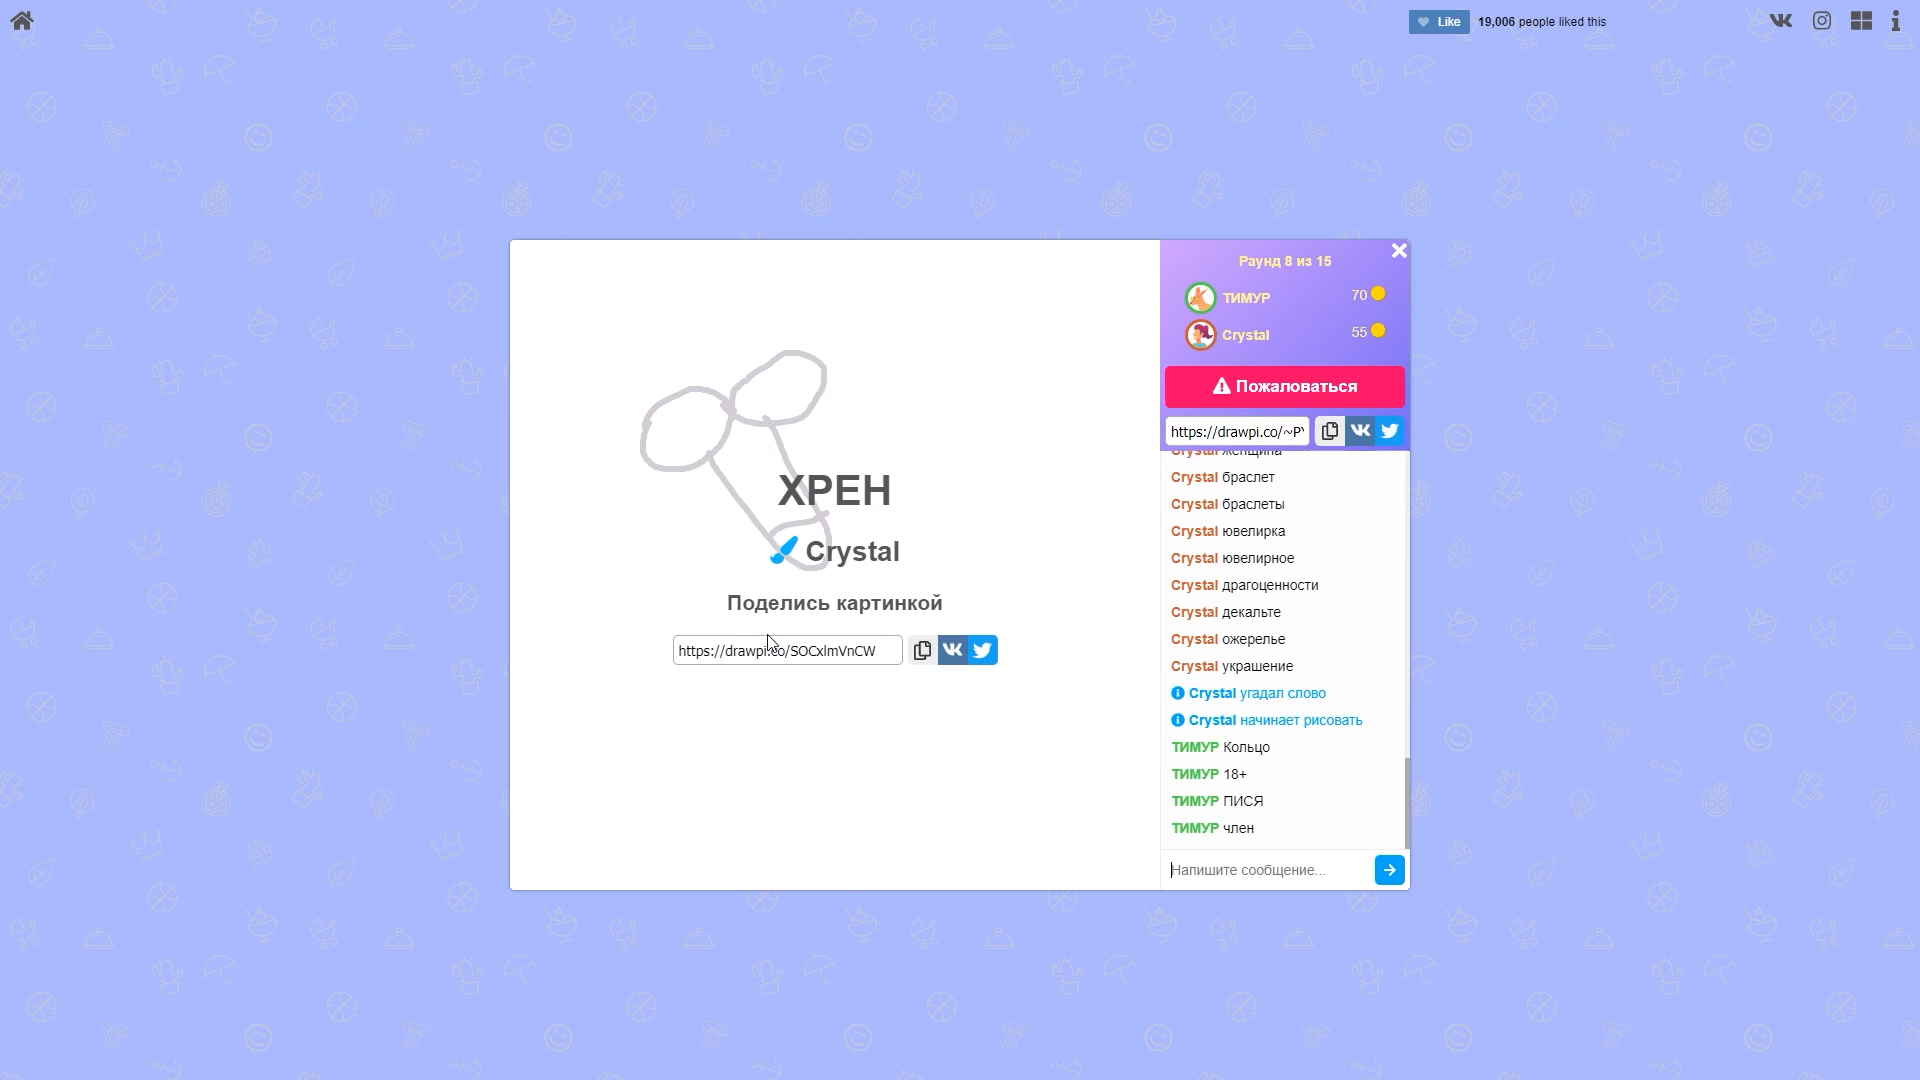 Like 19,006 people liked this
Раунд 8 из 15
ТИМУР 70
Crystal 55
Пожаловаться
https://drawpi.co/~P
ХРЕН
Crystal
Поделись картинкой
https://drawpi.co/SOCxlmVnCW
Crystal женщина
Crystal браслет
Crystal браслеты
Crystal ювелирка
Crystal ювелирное
Crystal драгоценности
Crystal декальте
Crystal ожерелье
Crystal украшение
Crystal угадал слово
Crystal начинает рисовать
ТИМУР Кольцо
ТИМУР 18+
ТИМУР ПИСЯ
ТИМУР член
Напишите сообщение...